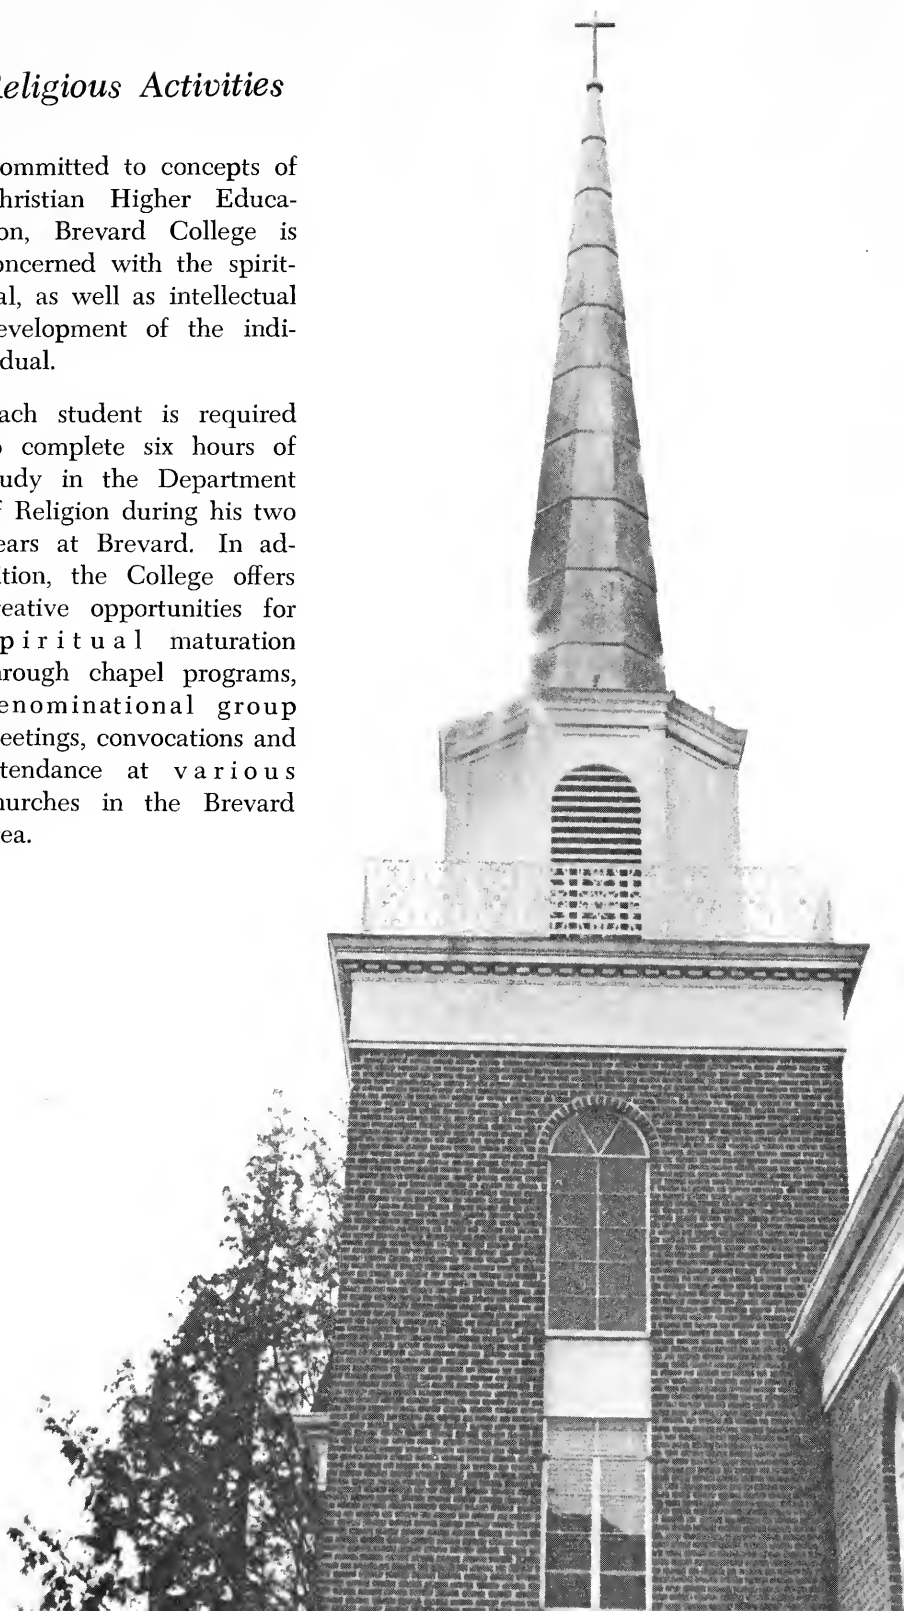 eligious Activities
ommitted to concepts of
hristian Higher Educa-
on, Brevard College is
oncerned with the spirit-
al, as well as intellectual
evelopment of the indi-
dual.
ach student is required
o complete six hours of
udy in the Department
f Religion during his two
ears at Brevard. In ad-
ition, the College offers
reative opportunities for
piritual maturation
rough chapel programs,
enominational group
eetings, convocations and
tendance at various
hurches in the Brevard
ea.